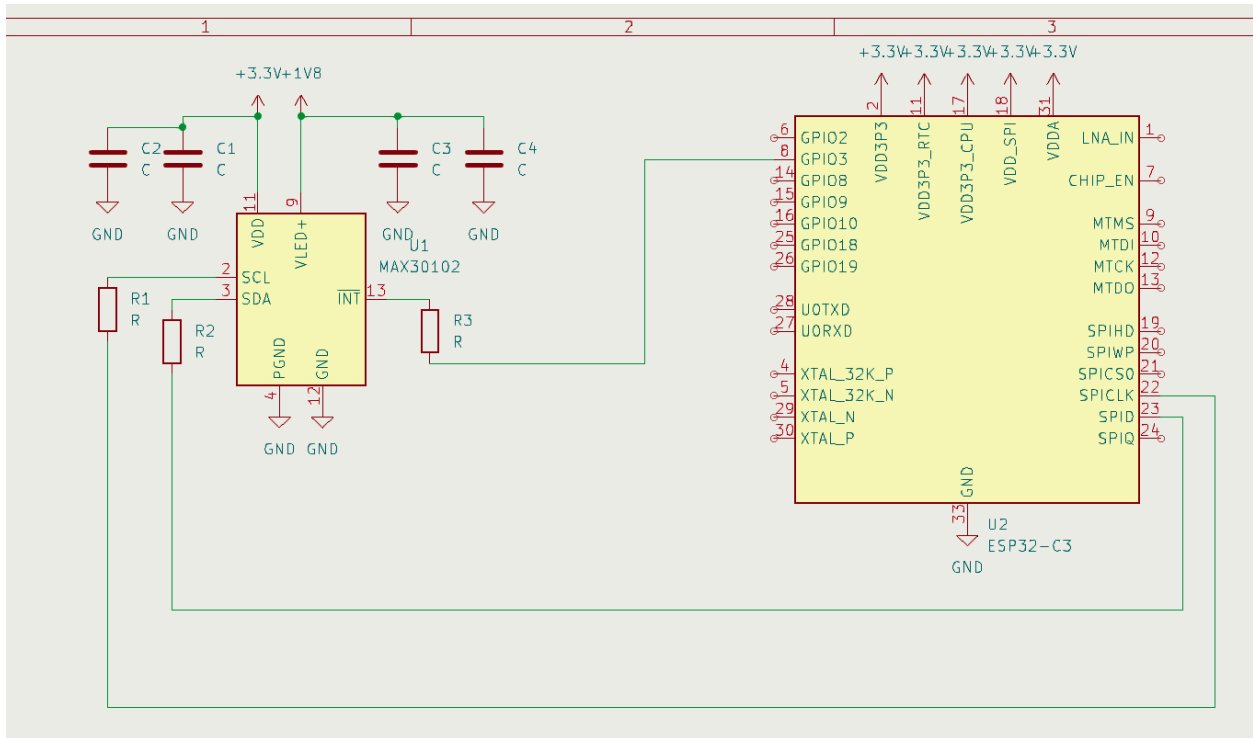 1 2 3
+3.3V +1V8
+3.3V +3.3V +3.3V +3.3V +3.3V
C2 C
C1 C
C3 C
C4 C
GND GND GND GND
11 9
VDD VLED+
U1
MAX30102
2 SCL
3 SDA
INT 13
PGND GND
4 12
GND GND
R1 R
R2 R
R3 R
2 11 17 18 31
VDD3P3 VDD3P3_RTC VDD3P3_CPU VDD_SPI VDDA
6 GPIO2
8 GPIO3
14 GPIO8
15 GPIO9
16 GPIO10
25 GPIO18
26 GPIO19
28 U0TXD
27 U0RXD
4 XTAL_32K_P
5 XTAL_32K_N
29 XTAL_N
30 XTAL_P
LNA_IN 1
CHIP_EN 7
MTMS 9
MTDI 10
MTCK 12
MTDO 13
SPIHD 19
SPIWP 20
SPICS0 21
SPICLK 22
SPID 23
SPIQ 24
GND
33
U2
ESP32-C3
GND